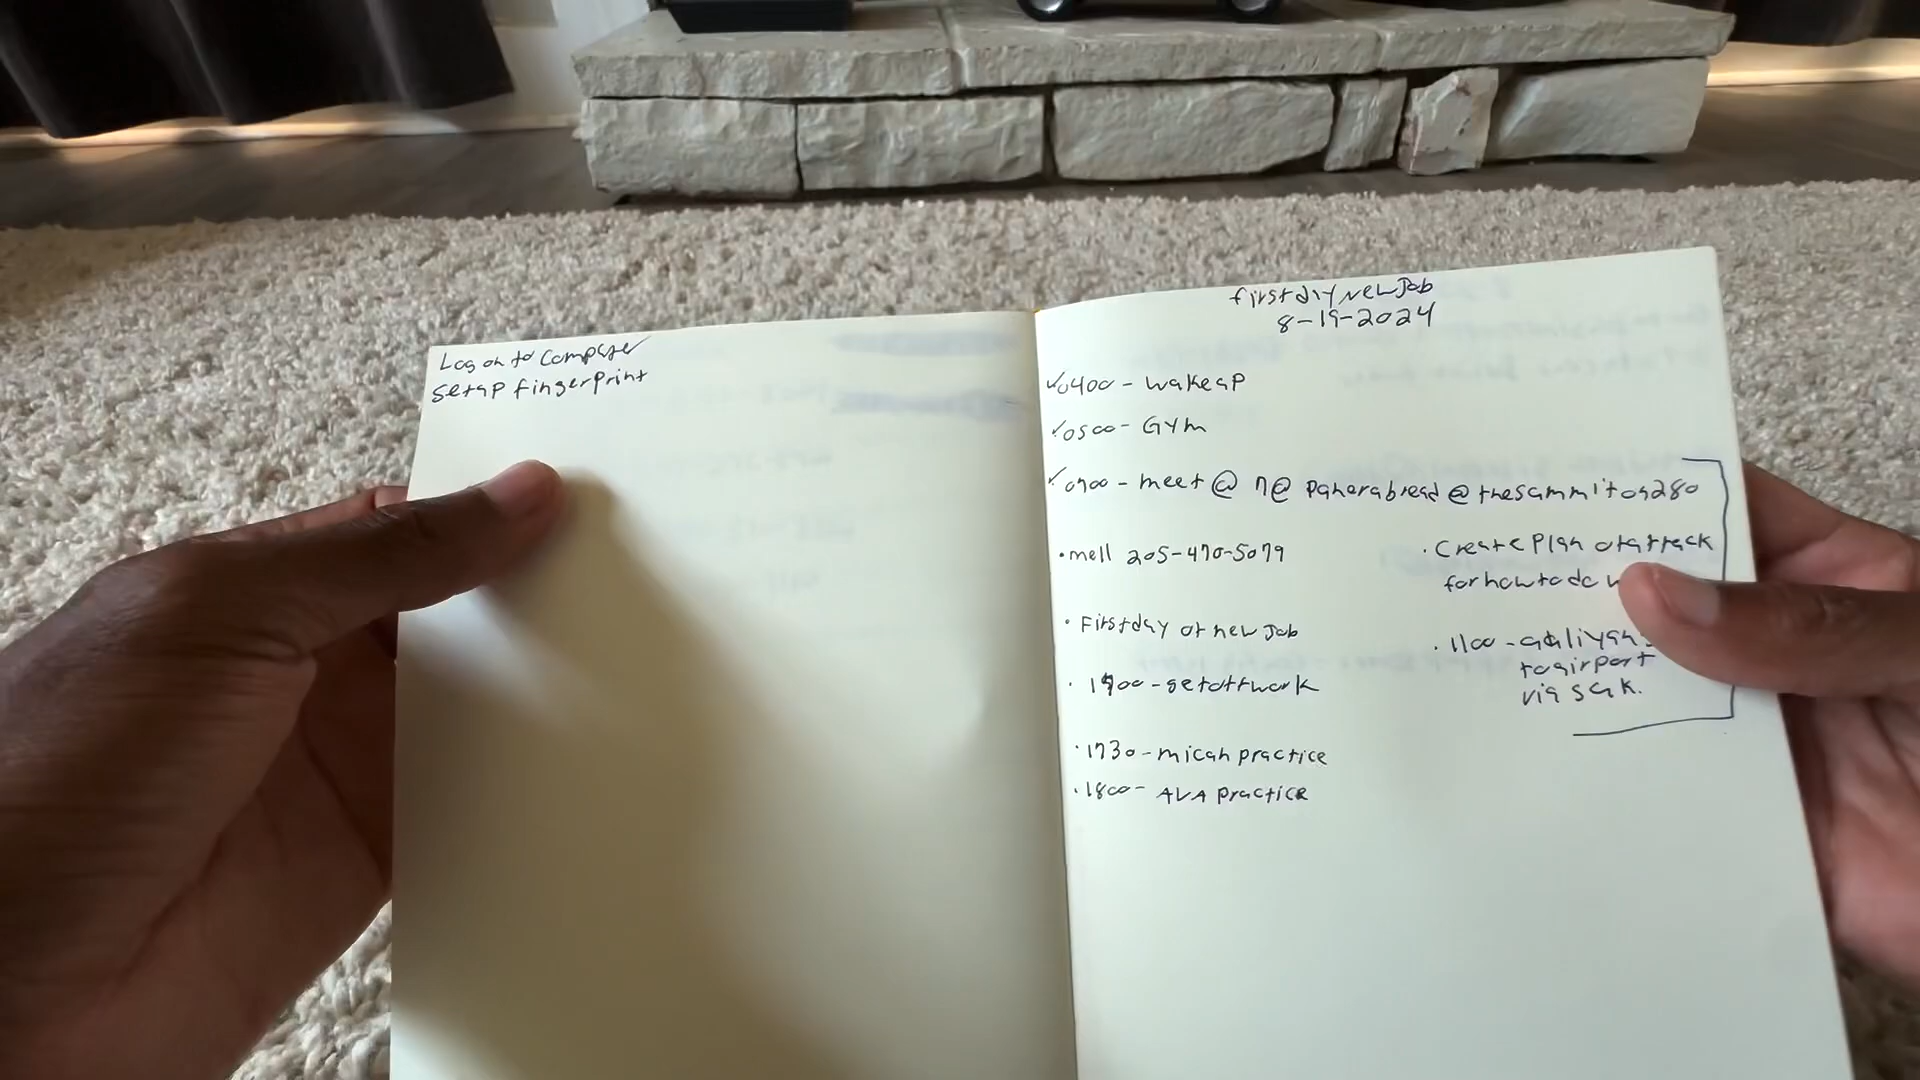 Log on to Computer
Setup fingerprint
first day New Job
8-19-2024
✓0400 - wakeup
✓0500 - GYM
✓0700 - meet @ 7 @ panerabread @ thesummit on 280
• mell 205-470-5079
• First day of new Job
• 1700 - get off work
• 1730 - micah practice
• 1800 - AVA practice
• Create Plan of attack
for how to do
• 1100 -
to airport
via